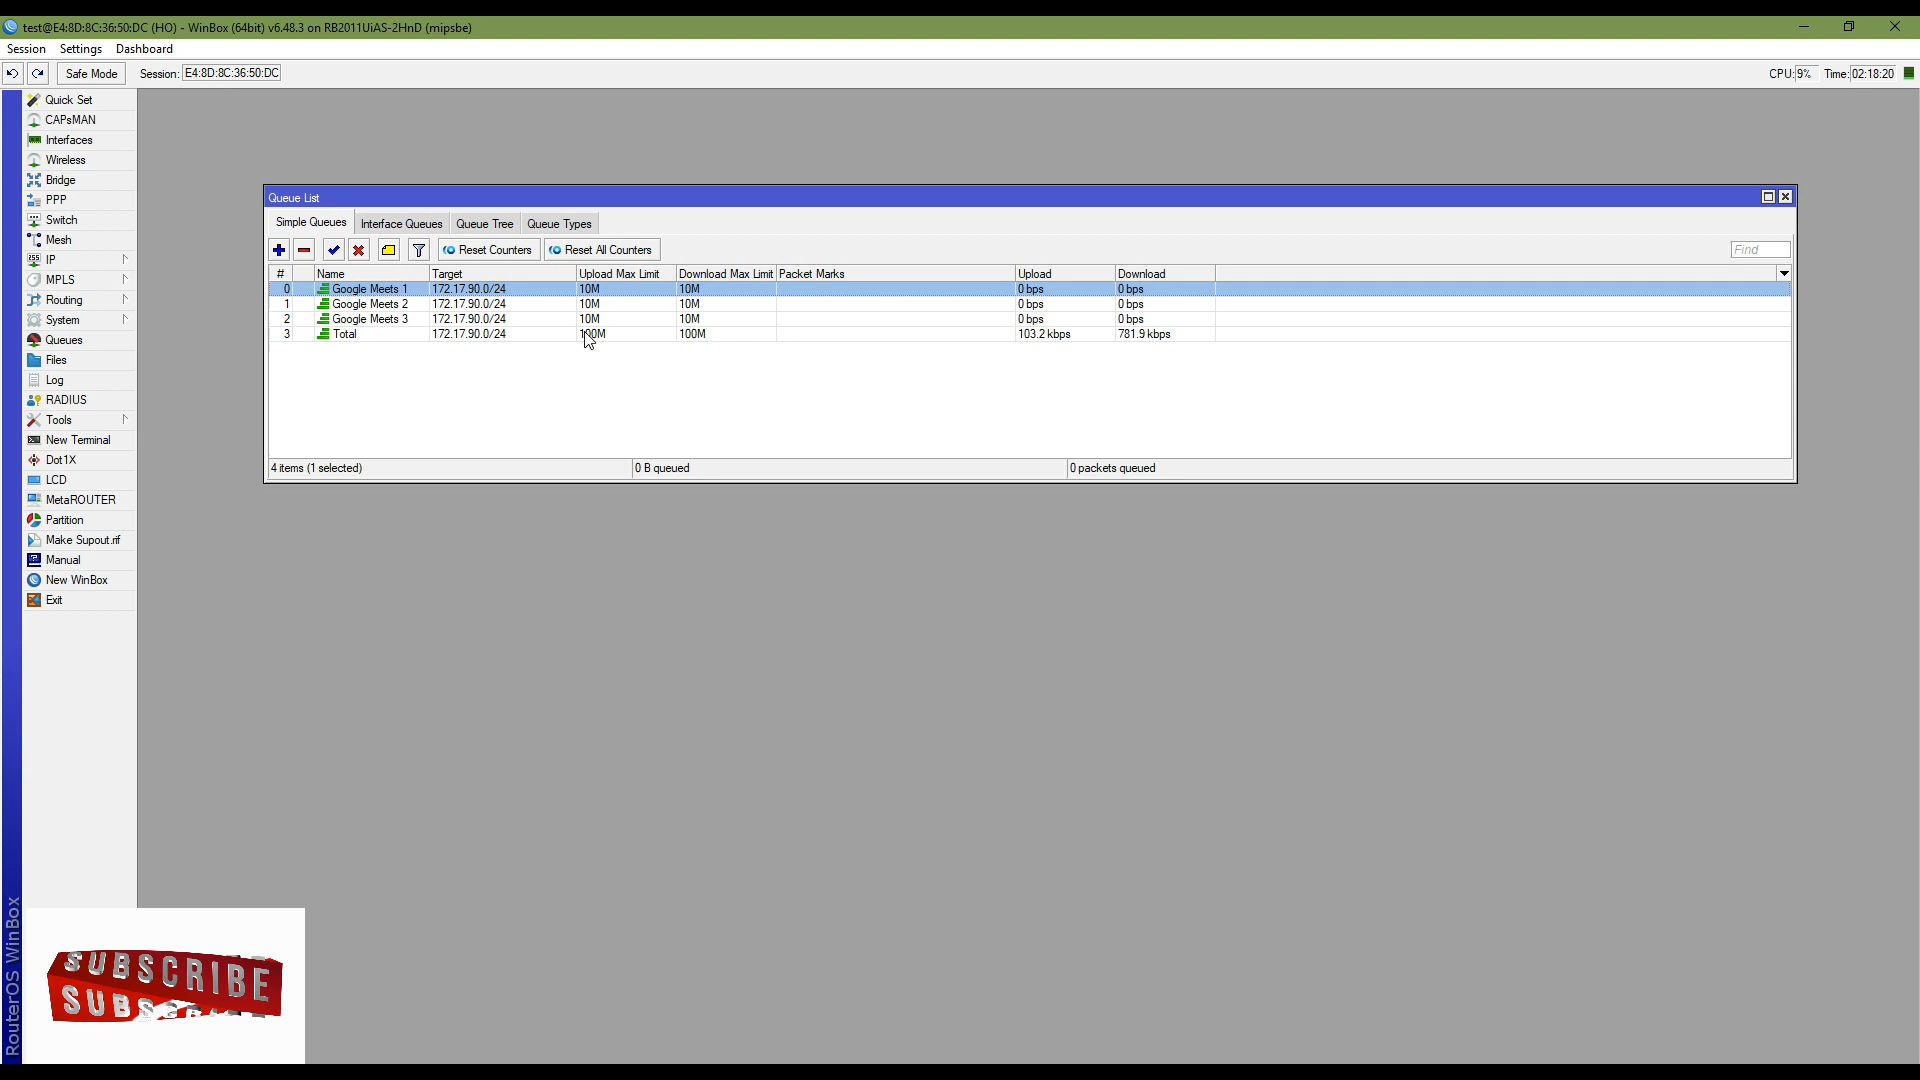 test@E4:8D:8C:36:50:DC (HO) - WinBox (64bit) v6.48.3 on RB2011UiAS-2HnD (mipsbe)
Session Settings Dashboard
Safe Mode Session: E4:8D:8C:36:50:DC CPU: 9% Time: 02:18:20
Quick Set
CAPsMAN
Interfaces
Wireless
Bridge
PPP
Switch
Mesh
IP
MPLS
Routing
System
Queues
Files
Log
RADIUS
Tools
New Terminal
Dot1X
LCD
MetaROUTER
Partition
Make Supout.rif
Manual
New WinBox
Exit
RouterOS WinBox
Queue List
Simple Queues Interface Queues Queue Tree Queue Types
Reset Counters Reset All Counters Find
# Name Target Upload Max Limit Download Max Limit Packet Marks Upload Download
0 Google Meets 1 172.17.90.0/24 10M 10M 0 bps 0 bps
1 Google Meets 2 172.17.90.0/24 10M 10M 0 bps 0 bps
2 Google Meets 3 172.17.90.0/24 10M 10M 0 bps 0 bps
3 Total 172.17.90.0/24 100M 100M 103.2 kbps 781.9 kbps
4 items (1 selected) 0 B queued 0 packets queued
SUBSCRIBE